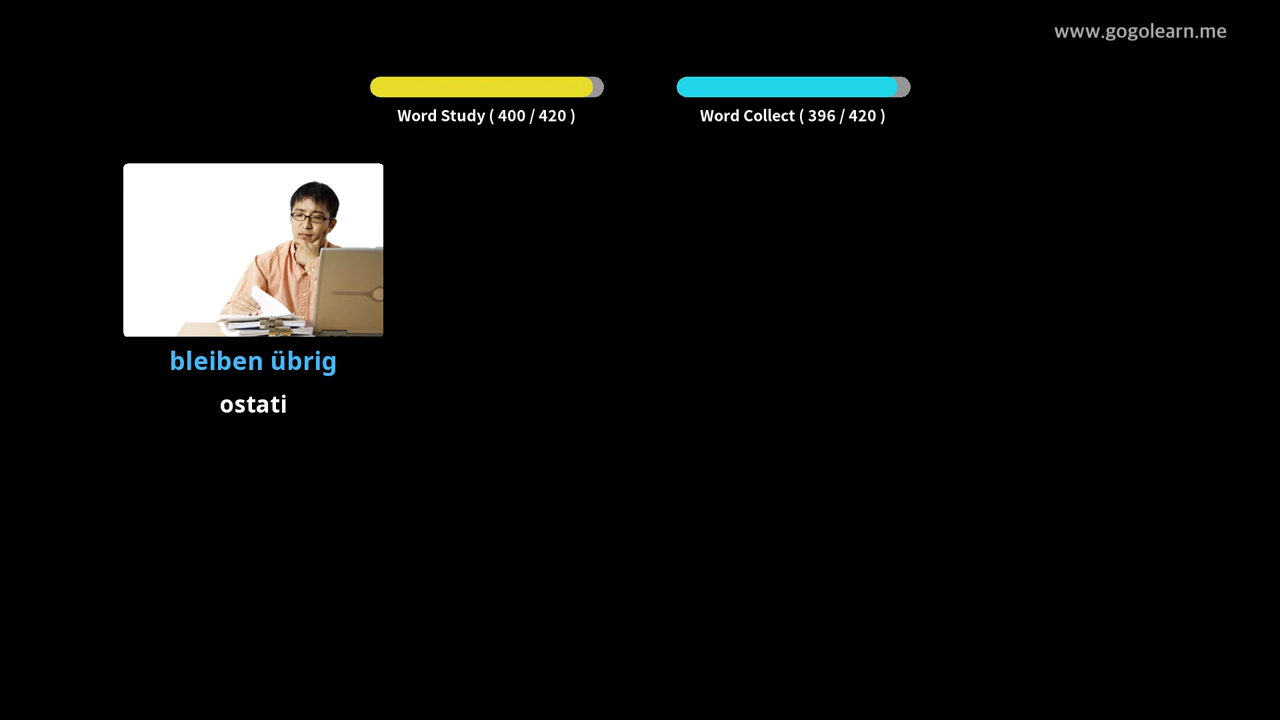 www.gogolearn.me
Word Study ( 400 / 420 )
Word Collect ( 396 / 420 )
bleiben übrig
ostati